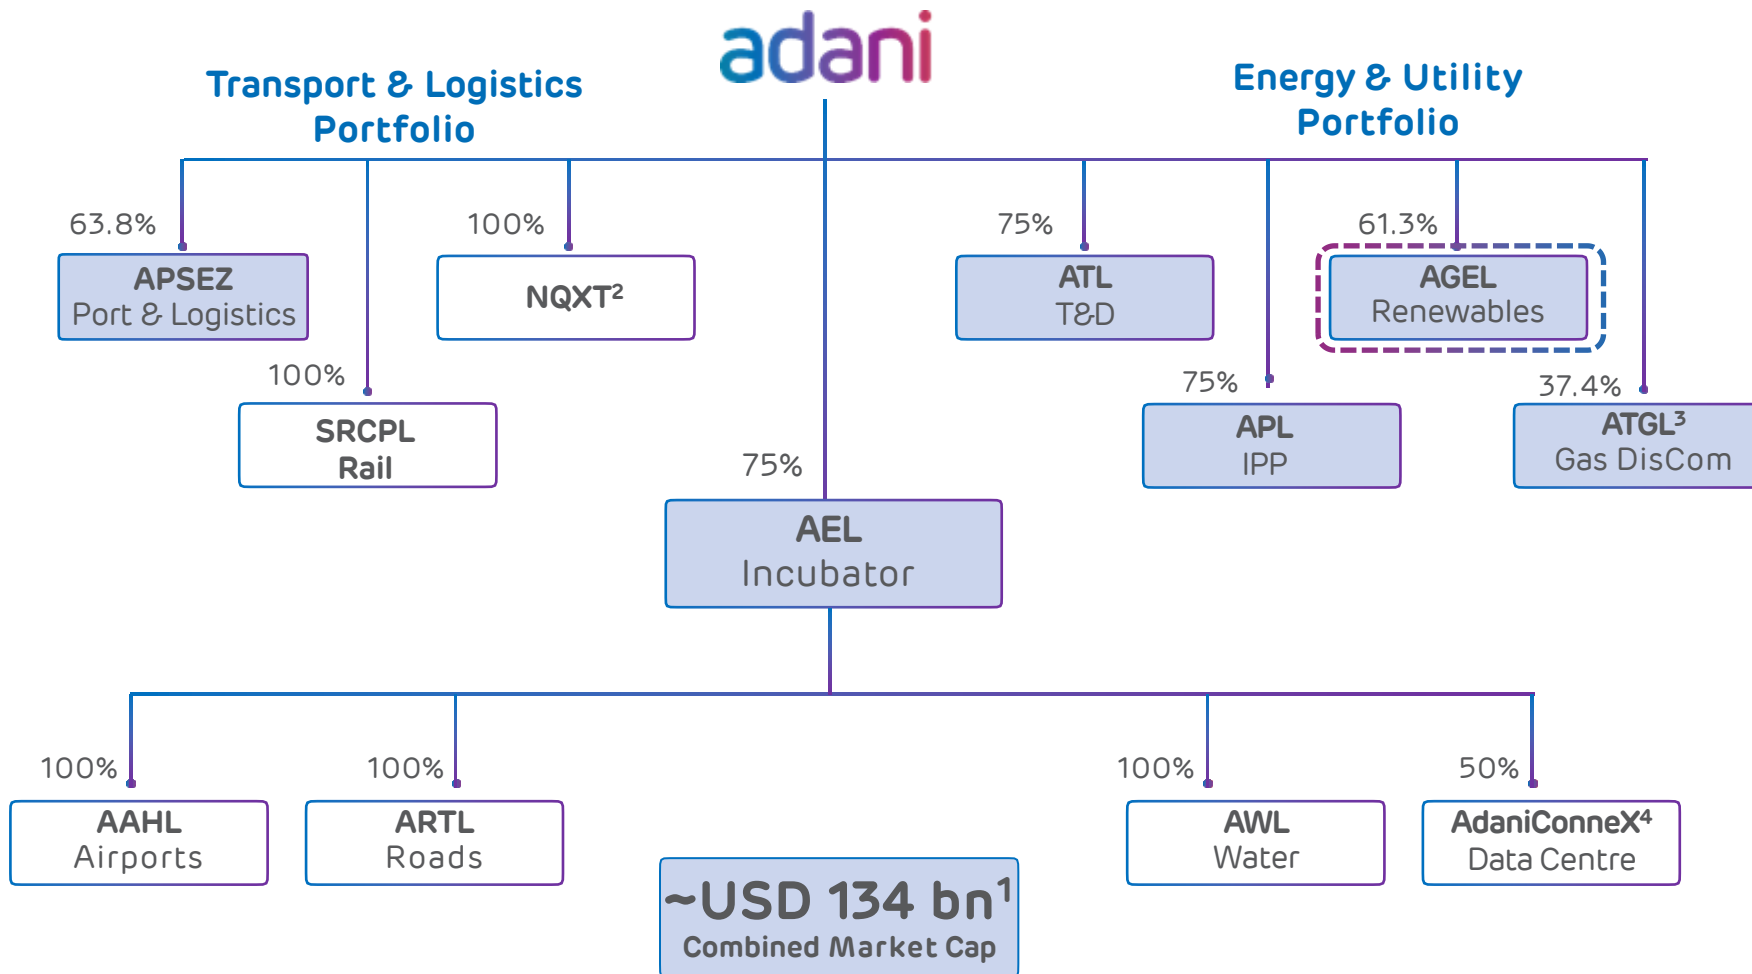 adani
Transport & Logistics
Portfolio
Energy & Utility
Portfolio
63.8%
APSEZ
Port & Logistics
100%
SRCPL
Rail
100%
NQXT²
75%
ATL
T&D
75%
APL
IPP
61.3%
AGEL
Renewables
37.4%
ATGL³
Gas DisCom
75%
AEL
Incubator
100%
AAHL
Airports
100%
ARTL
Roads
100%
AWL
Water
50%
AdaniConneX⁴
Data Centre
~USD 134 bn¹
Combined Market Cap